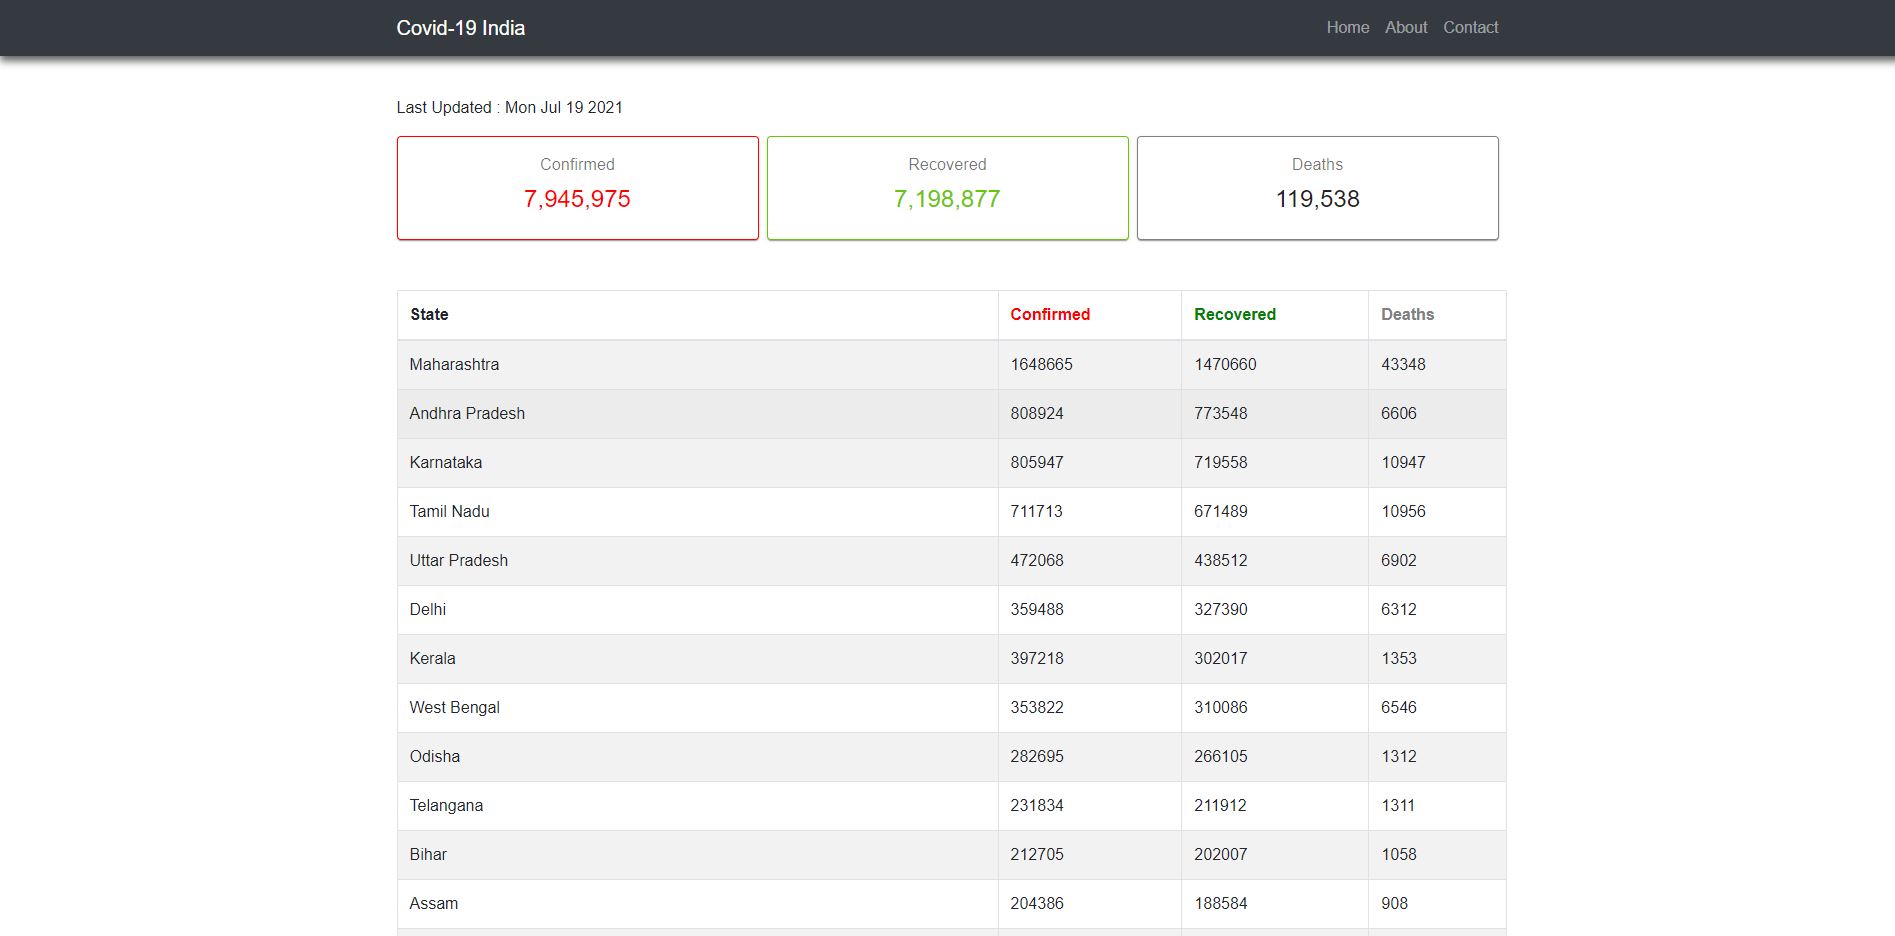 Covid-19 India Home About Contact
Last Updated : Mon Jul 19 2021
Confirmed Recovered Deaths
7,945,975 7,198,877 119,538
State Confirmed Recovered Deaths
Maharashtra 1648665 1470660 43348
Andhra Pradesh 808924 773548 6606
Karnataka 805947 719558 10947
Tamil Nadu 711713 671489 10956
Uttar Pradesh 472068 438512 6902
Delhi 359488 327390 6312
Kerala 397218 302017 1353
West Bengal 353822 310086 6546
Odisha 282695 266105 1312
Telangana 231834 211912 1311
Bihar 212705 202007 1058
Assam 204386 188584 908